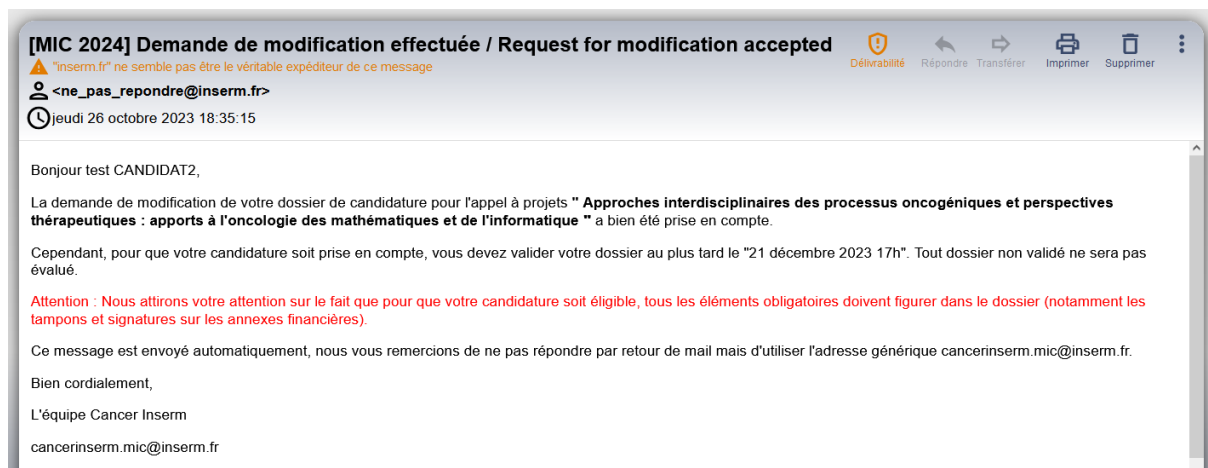 [MIC 2024] Demande de modification effectuée / Request for modification accepted
"inserm.fr" ne semble pas être le véritable expéditeur de ce message
Délivrabilité Répondre Transférer Imprimer Supprimer
<ne_pas_repondre@inserm.fr>
jeudi 26 octobre 2023 18:35:15
Bonjour test CANDIDAT2,
La demande de modification de votre dossier de candidature pour l'appel à projets " Approches interdisciplinaires des processus oncogéniques et perspectives
thérapeutiques : apports à l'oncologie des mathématiques et de l'informatique " a bien été prise en compte.
Cependant, pour que votre candidature soit prise en compte, vous devez valider votre dossier au plus tard le "21 décembre 2023 17h". Tout dossier non validé ne sera pas
évalué.
Attention : Nous attirons votre attention sur le fait que pour que votre candidature soit éligible, tous les éléments obligatoires doivent figurer dans le dossier (notamment les
tampons et signatures sur les annexes financières).
Ce message est envoyé automatiquement, nous vous remercions de ne pas répondre par retour de mail mais d'utiliser l'adresse générique cancerinserm.mic@inserm.fr.
Bien cordialement,
L'équipe Cancer Inserm
cancerinserm.mic@inserm.fr